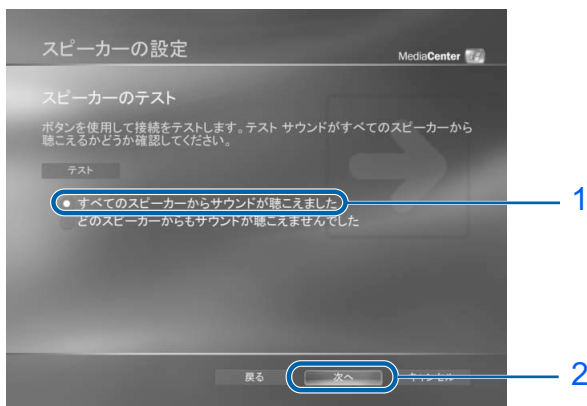 スピーカーの設定
MediaCenter
スピーカーのテスト
ボタンを使用して接続をテストします。テスト サウンドがすべてのスピーカーから
聴こえるかどうか確認してください。
テスト
すべてのスピーカーからサウンドが聴こえました
1
どのスピーカーからもサウンドが聴こえませんでした
戻る
次へ
キャンセル
2